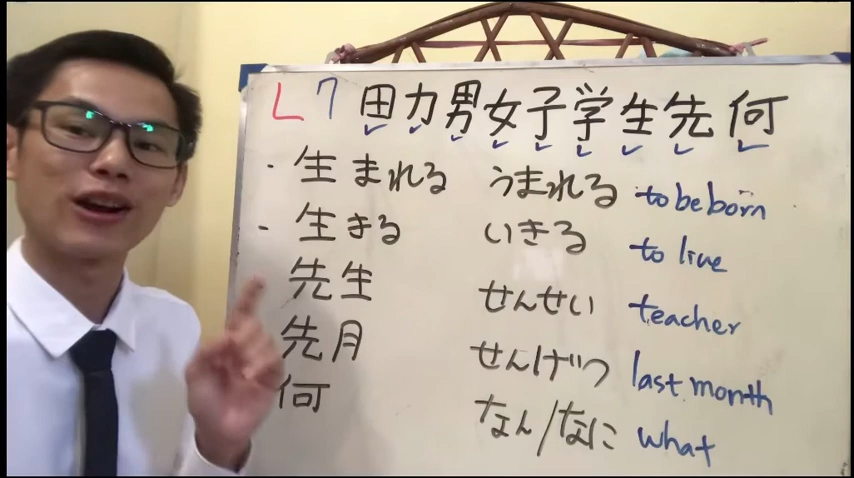 L7 田力男女子学生先何
・生まれる うまれる to be born
・生きる いきる to live
先生 せんせい teacher
先月 せんげつ last month
何 なん/なに what